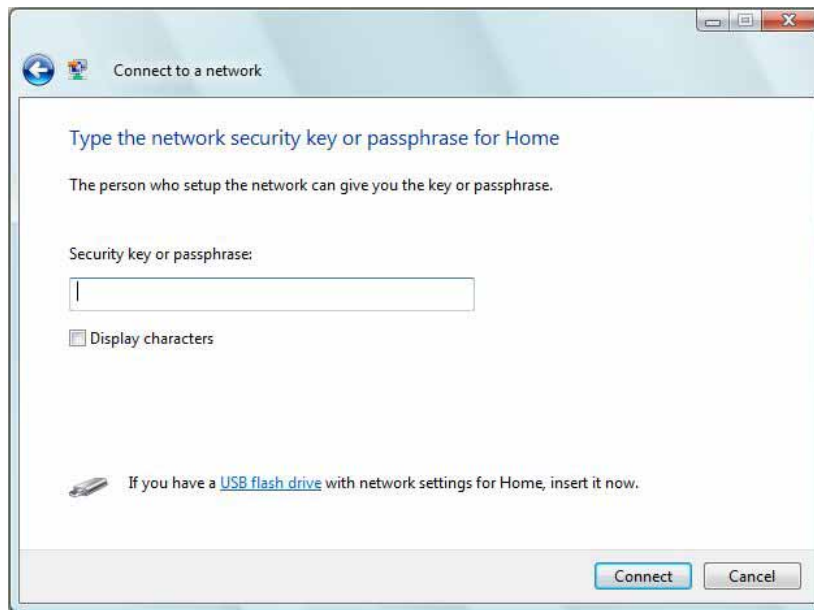 Connect to a network
Type the network security key or passphrase for Home
The person who setup the network can give you the key or passphrase.
Security key or passphrase:
Display characters
If you have a USB flash drive with network settings for Home, insert it now.
Connect Cancel